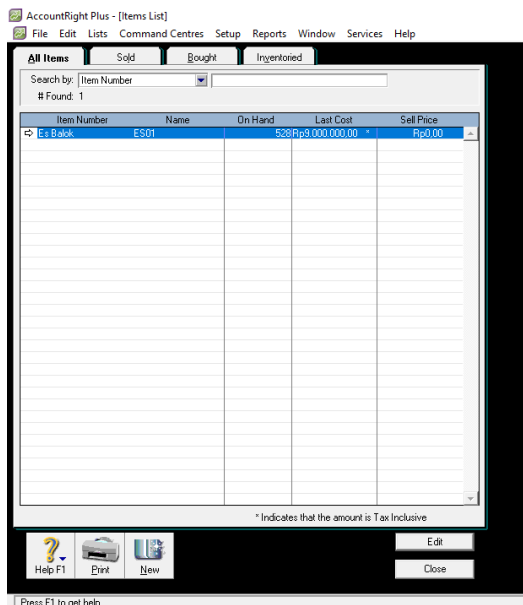 AccountRight Plus - [Items List]
File Edit Lists Command Centres Setup Reports Window Services Help
All Items Sold Bought Inventoried
Search by: Item Number
# Found: 1
Item Number Name On Hand Last Cost Sell Price
Es Balok ES01 528 Rp9.000.000,00 * Rp0,00
* Indicates that the amount is Tax Inclusive
Edit
Help F1 Print New Close
Press F1 to get help